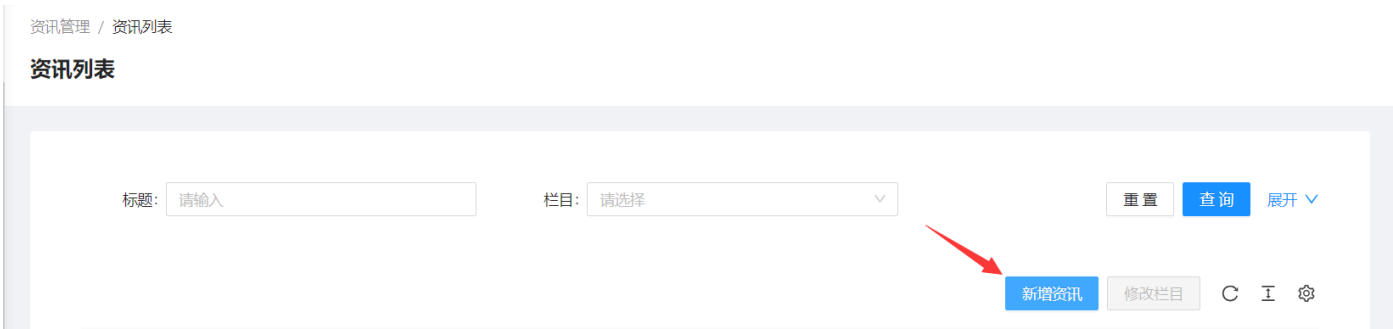 资讯管理 / 资讯列表
资讯列表
标题: 请输入 栏目: 请选择 重 置 查 询 展开
新增资讯 修改栏目